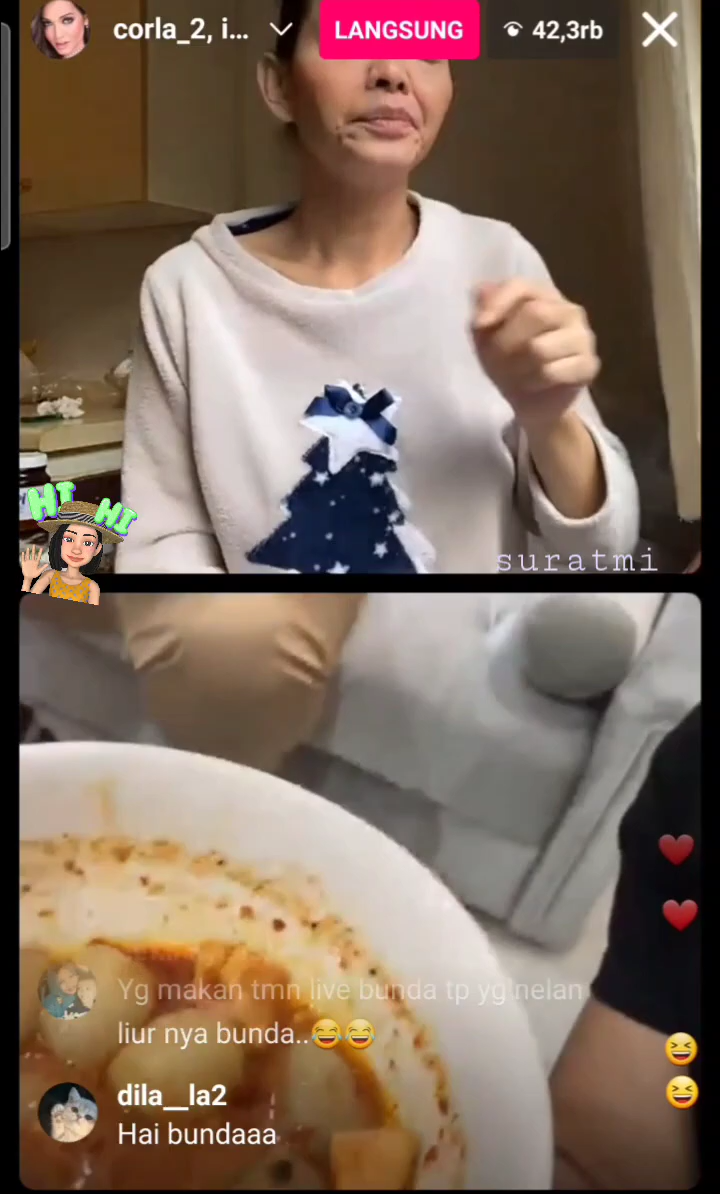 corla_2, i...
LANGSUNG
42,3rb
HI HI
suratmi
Yg makan tmn live bunda tp yg nelan
liur nya bunda..😂😂
dila__la2
Hai bundaaa